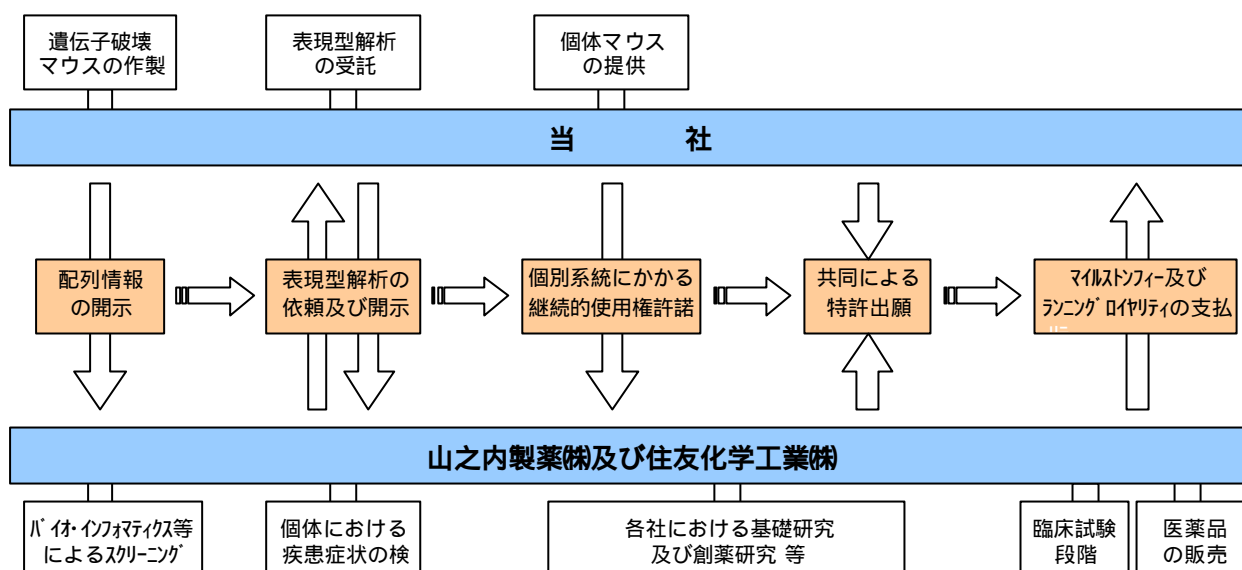 遺伝子破壊
マウスの作製
表現型解析
の受託
個体マウス
の提供
当　　　社
配列情報
の開示
表現型解析の
依頼及び開示
個別系統にかかる
継続的使用権許諾
共同による
特許出願
ﾏｲﾙｽﾄﾝﾌｨｰ及び
ﾗﾝﾆﾝｸﾞﾛｲﾔﾘﾃｨの支払
山之内製薬㈱及び住友化学工業㈱
ﾊﾞｲｵ･ｲﾝﾌｫﾏﾃｨｸｽ等
によるｽｸﾘｰﾆﾝｸﾞ
個体における
疾患症状の検
各社における基礎研究
及び創薬研究 等
臨床試験
段階
医薬品
の販売